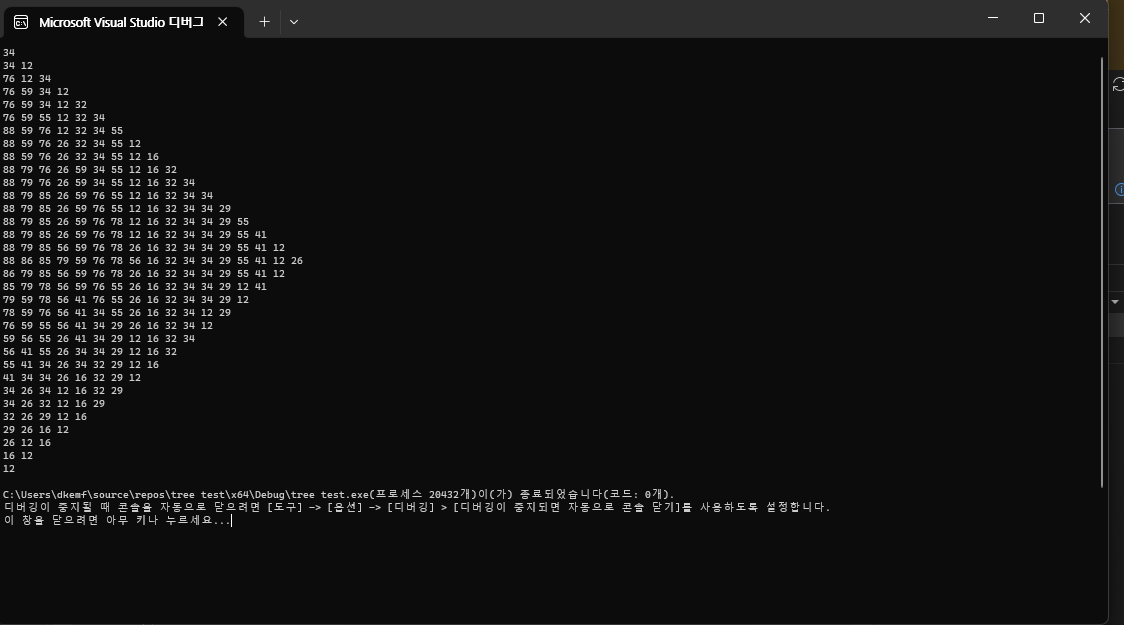 Microsoft Visual Studio 디버그
34
34 12
76 12 34
76 59 34 12
76 59 34 12 32
76 59 55 12 32 34
88 59 76 12 32 34 55
88 59 76 26 32 34 55 12
88 59 76 26 32 34 55 12 16
88 79 76 26 59 34 55 12 16 32
88 79 76 26 59 34 55 12 16 32 34
88 79 85 26 59 76 55 12 16 32 34 34
88 79 85 26 59 76 55 12 16 32 34 34 29
88 79 85 26 59 76 78 12 16 32 34 34 29 55
88 79 85 26 59 76 78 12 16 32 34 34 29 55 41
88 79 85 56 59 76 78 26 16 32 34 34 29 55 41 12
88 86 85 79 59 76 78 56 16 32 34 34 29 55 41 12 26
86 79 85 56 59 76 78 26 16 32 34 34 29 55 41 12
85 79 78 56 59 76 55 26 16 32 34 34 29 12 41
79 59 78 56 41 76 55 26 16 32 34 34 29 12
78 59 76 56 41 34 55 26 16 32 34 12 29
76 59 55 56 41 34 29 26 16 32 34 12
59 56 55 26 41 34 29 12 16 32 34
56 41 55 26 34 34 29 12 16 32
55 41 34 26 34 32 29 12 16
41 34 34 26 16 32 29 12
34 26 34 12 16 32 29
34 26 32 12 16 29
32 26 29 12 16
29 26 16 12
26 12 16
16 12
12
C:\Users\dkemf\source\repos\tree test\x64\Debug\tree test.exe(프로세스 20432개)이(가) 종료되었습니다(코드: 0개).
디버깅이 중지될 때 콘솔을 자동으로 닫으려면 [도구] -> [옵션] -> [디버깅] > [디버깅이 중지되면 자동으로 콘솔 닫기]를 사용하도록 설정합니다.
이 창을 닫으려면 아무 키나 누르세요...